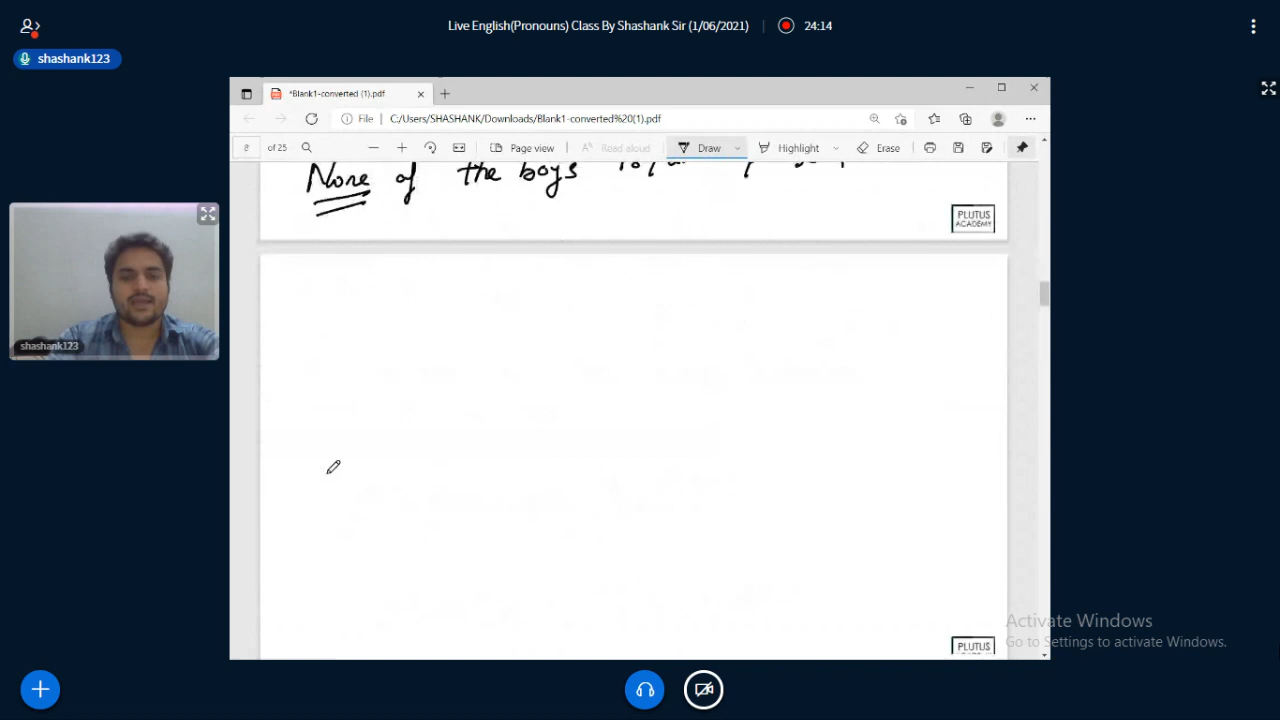 Live English(Pronouns) Class By Shashank Sir (1/06/2021) 24:14
shashank123
*Blank1-converted (1).pdf
File C:/Users/SHASHANK/Downloads/Blank1-converted%20(1).pdf
8 of 25 Page view Read aloud Draw Highlight Erase
None of the boys
PLUTUS
ACADEMY
shashank123
Activate Windows
Go to Settings to activate Windows.
PLUTUS